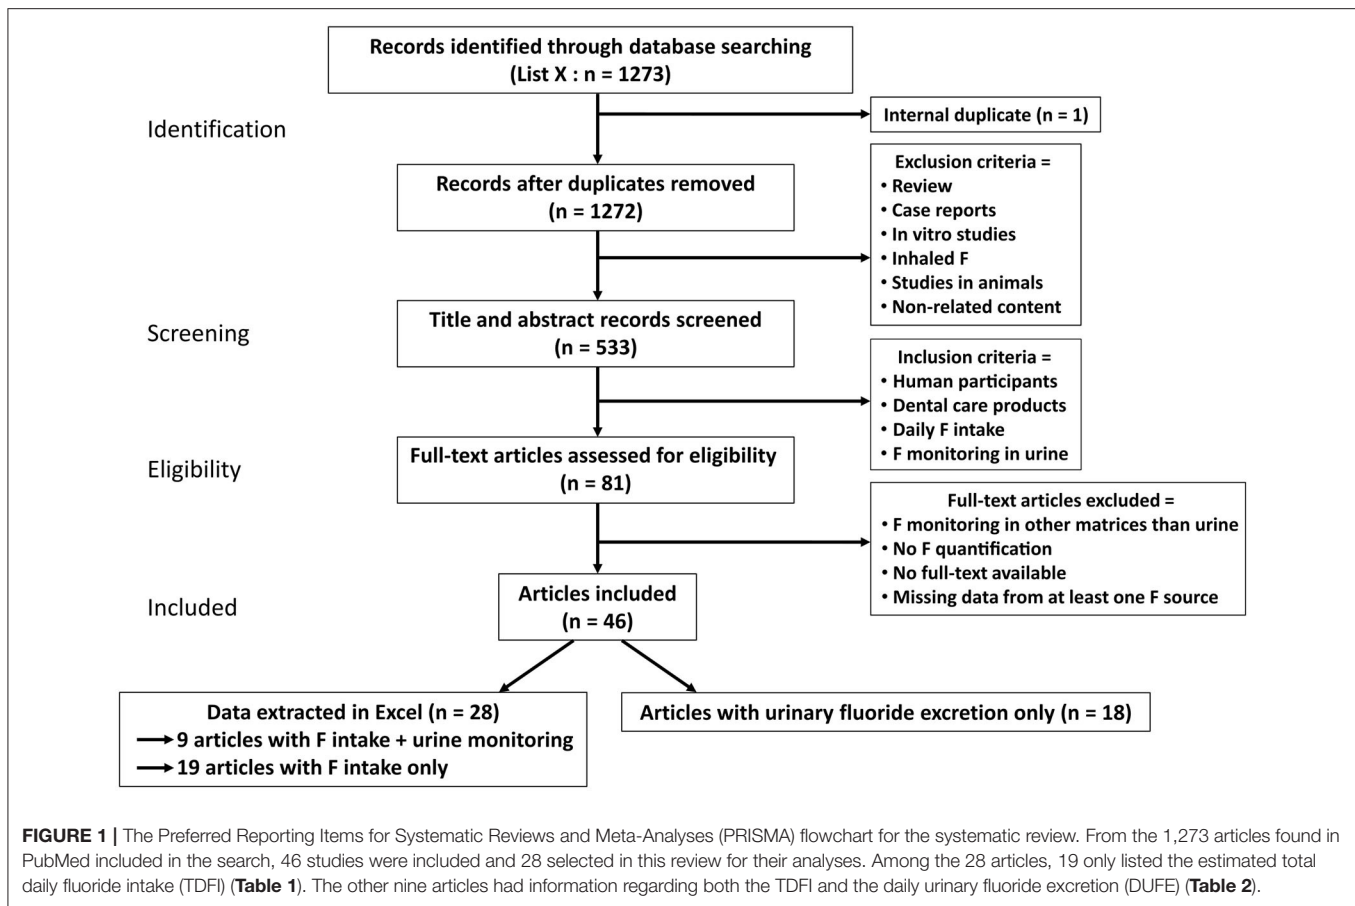 Records identified through database searching
(List X : n = 1273)
Identification
Internal duplicate (n = 1)
Records after duplicates removed
(n = 1272)
Exclusion criteria =
• Review
• Case reports
• In vitro studies
• Inhaled F
• Studies in animals
• Non-related content
Screening
Title and abstract records screened
(n = 533)
Inclusion criteria =
• Human participants
• Dental care products
• Daily F intake
• F monitoring in urine
Eligibility
Full-text articles assessed for eligibility
(n = 81)
Full-text articles excluded =
• F monitoring in other matrices than urine
• No F quantification
• No full-text available
• Missing data from at least one F source
Included
Articles included
(n = 46)
Data extracted in Excel (n = 28)
9 articles with F intake + urine monitoring
19 articles with F intake only
Articles with urinary fluoride excretion only (n = 18)
FIGURE 1 | The Preferred Reporting Items for Systematic Reviews and Meta-Analyses (PRISMA) flowchart for the systematic review. From the 1,273 articles found in
PubMed included in the search, 46 studies were included and 28 selected in this review for their analyses. Among the 28 articles, 19 only listed the estimated total
daily fluoride intake (TDFI) (Table 1). The other nine articles had information regarding both the TDFI and the daily urinary fluoride excretion (DUFE) (Table 2).